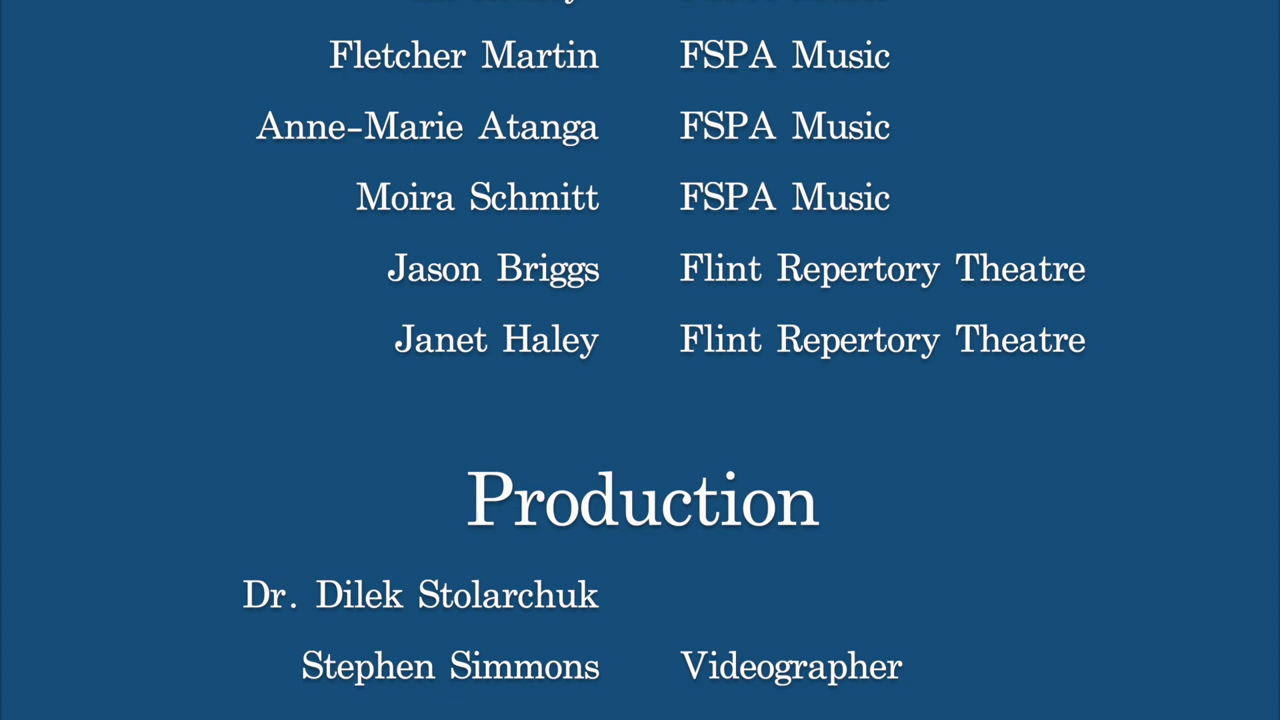 Fletcher Martin FSPA Music
Anne-Marie Atanga FSPA Music
Moira Schmitt FSPA Music
Jason Briggs Flint Repertory Theatre
Janet Haley Flint Repertory Theatre
Production
Dr. Dilek Stolarchuk
Stephen Simmons Videographer